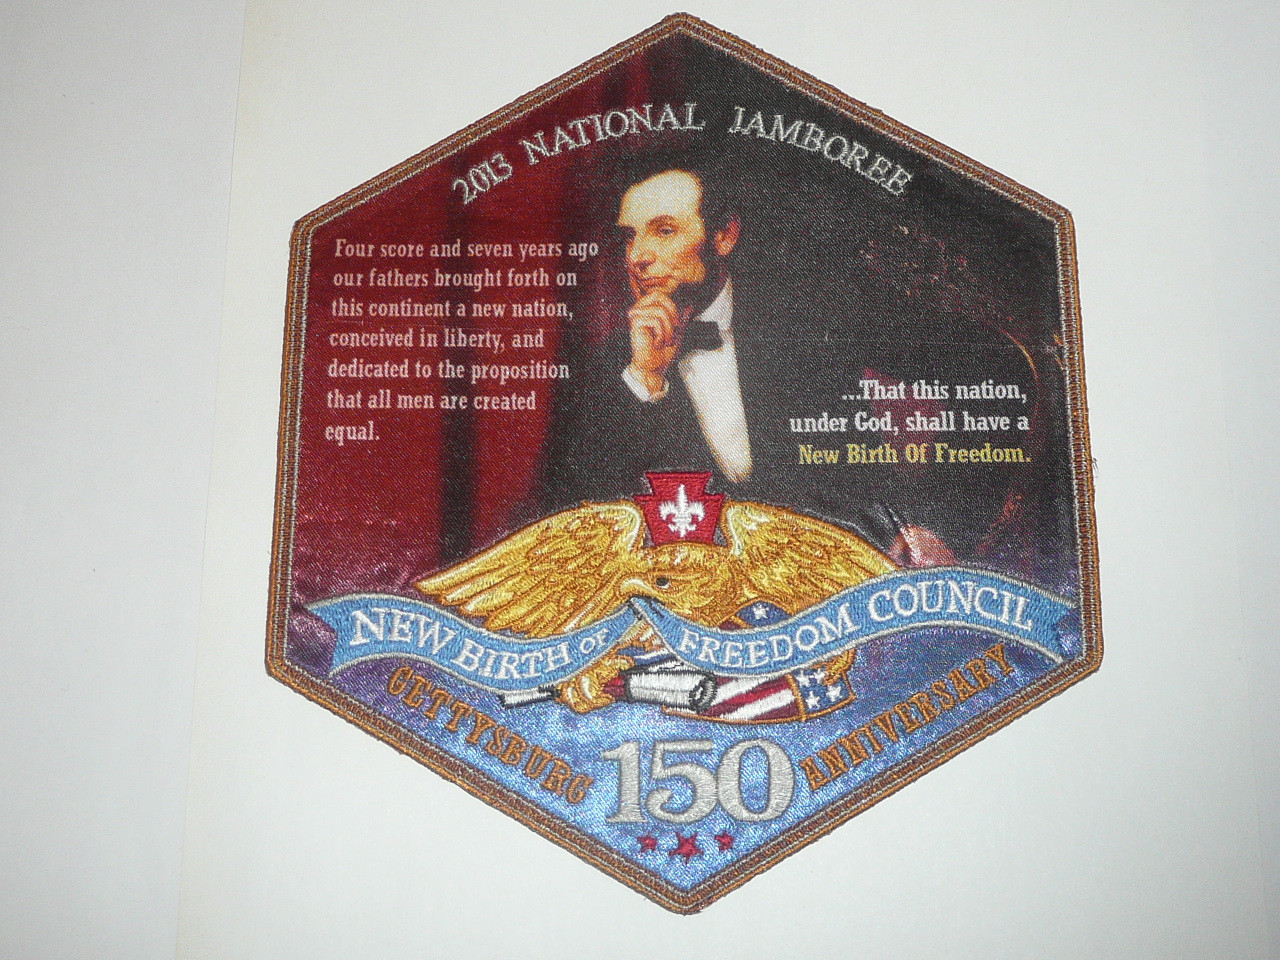 2013 NATIONAL JAMBOREE
Four score and seven years ago
our fathers brought forth on
this continent a new nation,
conceived in liberty, and
dedicated to the proposition
that all men are created
equal.
...That this nation,
under God, shall have a
New Birth Of Freedom.
NEW BIRTH OF FREEDOM COUNCIL
GETTYSBURG 150 ANNIVERSARY